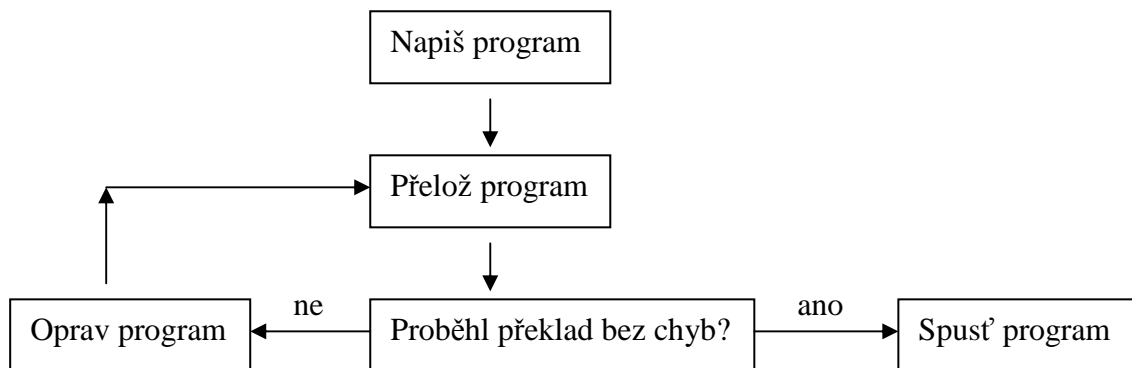 Napiš program
Přelož program
ne
ano
Oprav program
Proběhl překlad bez chyb?
Spusť program